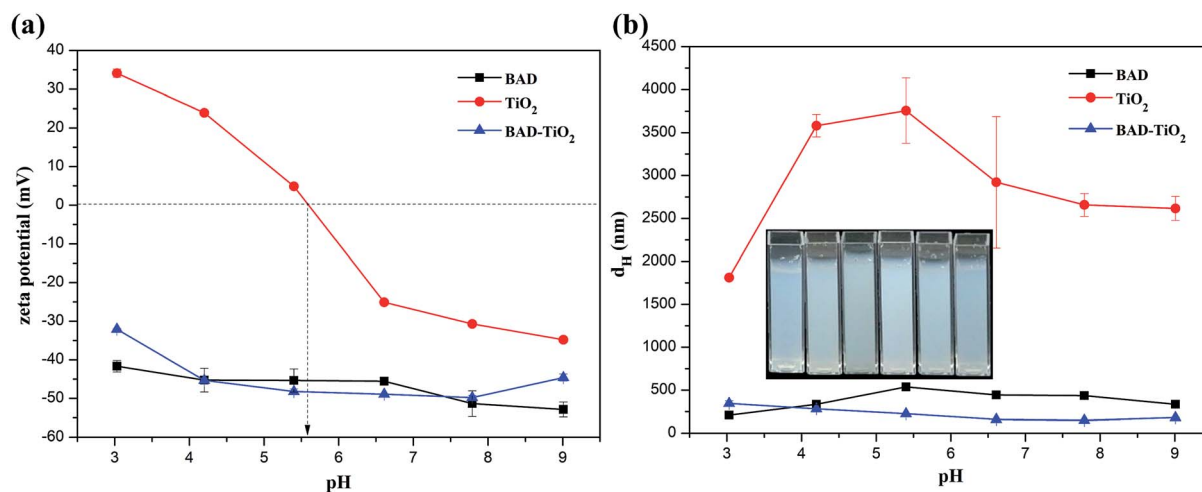 (a)
40
30
20
10
0
-10
-20
-30
-40
-50
-60
zeta potential (mV)
BAD
TiO2
BAD-TiO2
3 4 5 6 7 8 9
pH
(b)
4500
4000
3500
3000
2500
2000
1500
1000
500
0
dH (nm)
BAD
TiO2
BAD-TiO2
3 4 5 6 7 8 9
pH